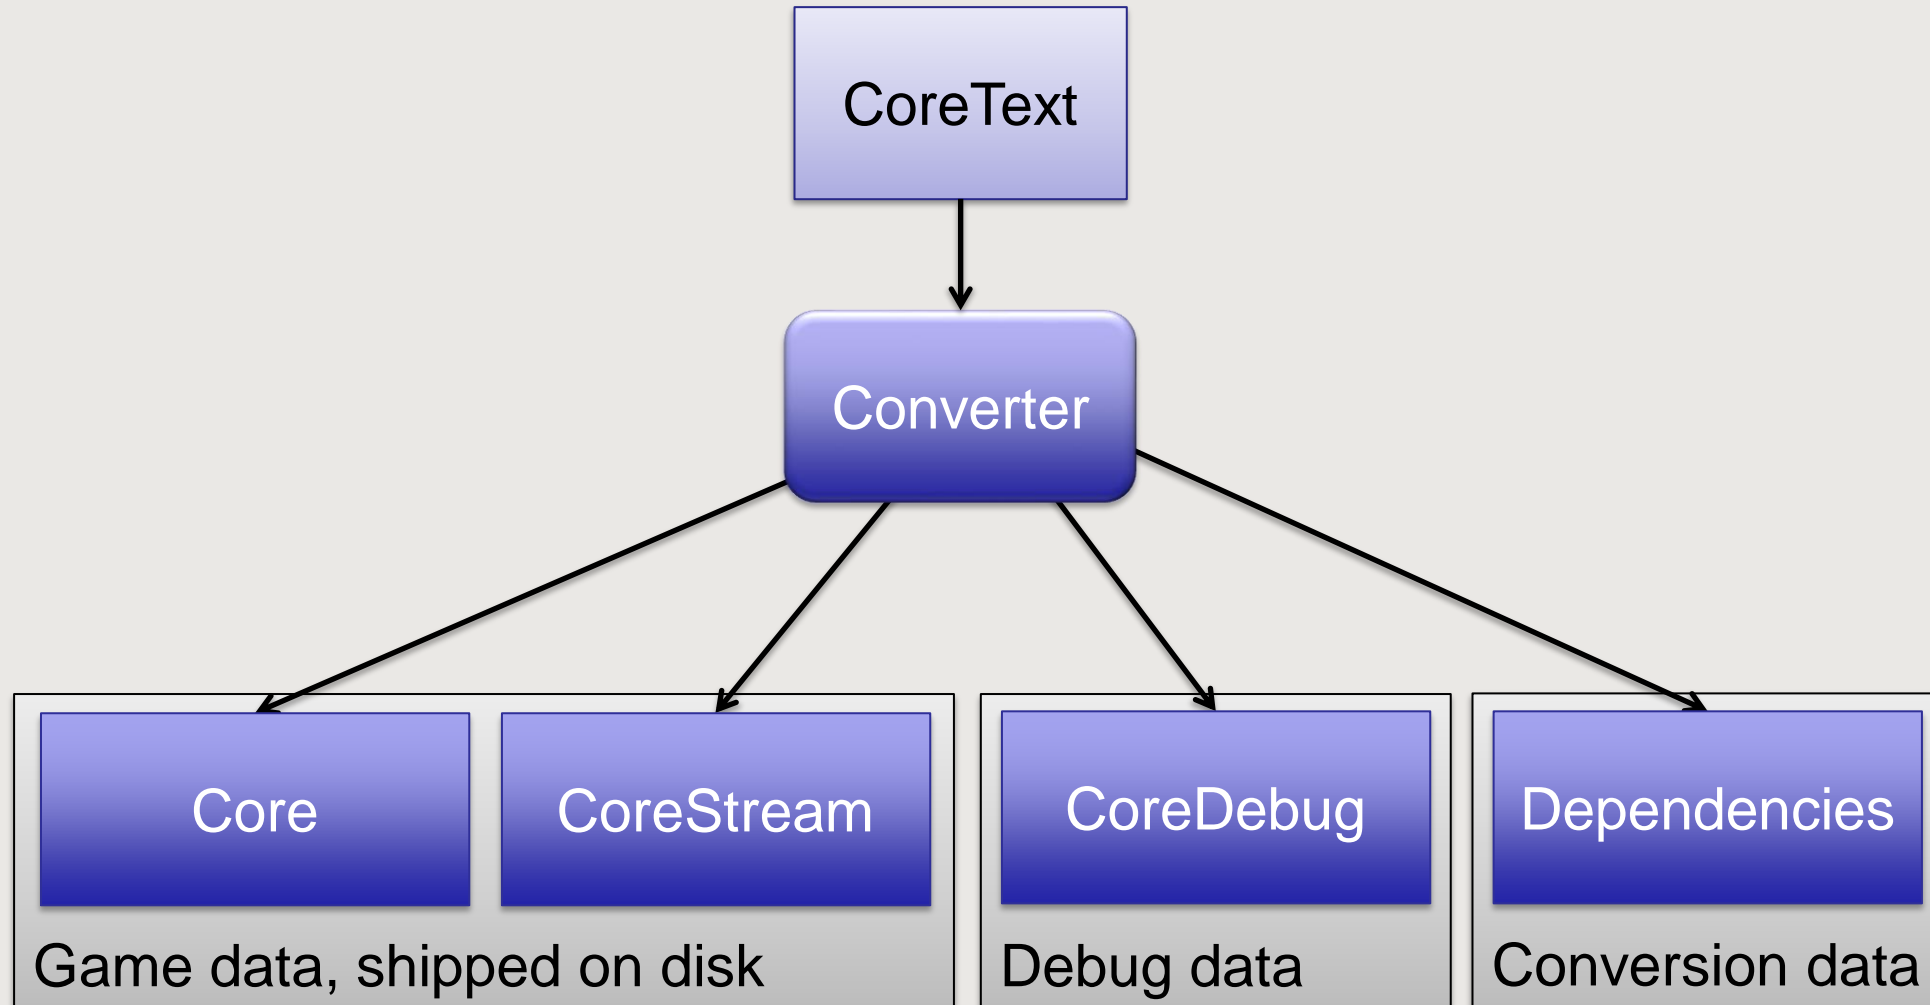 CoreText
Converter
Core
CoreStream
CoreDebug
Dependencies
Game data, shipped on disk
Debug data
Conversion data